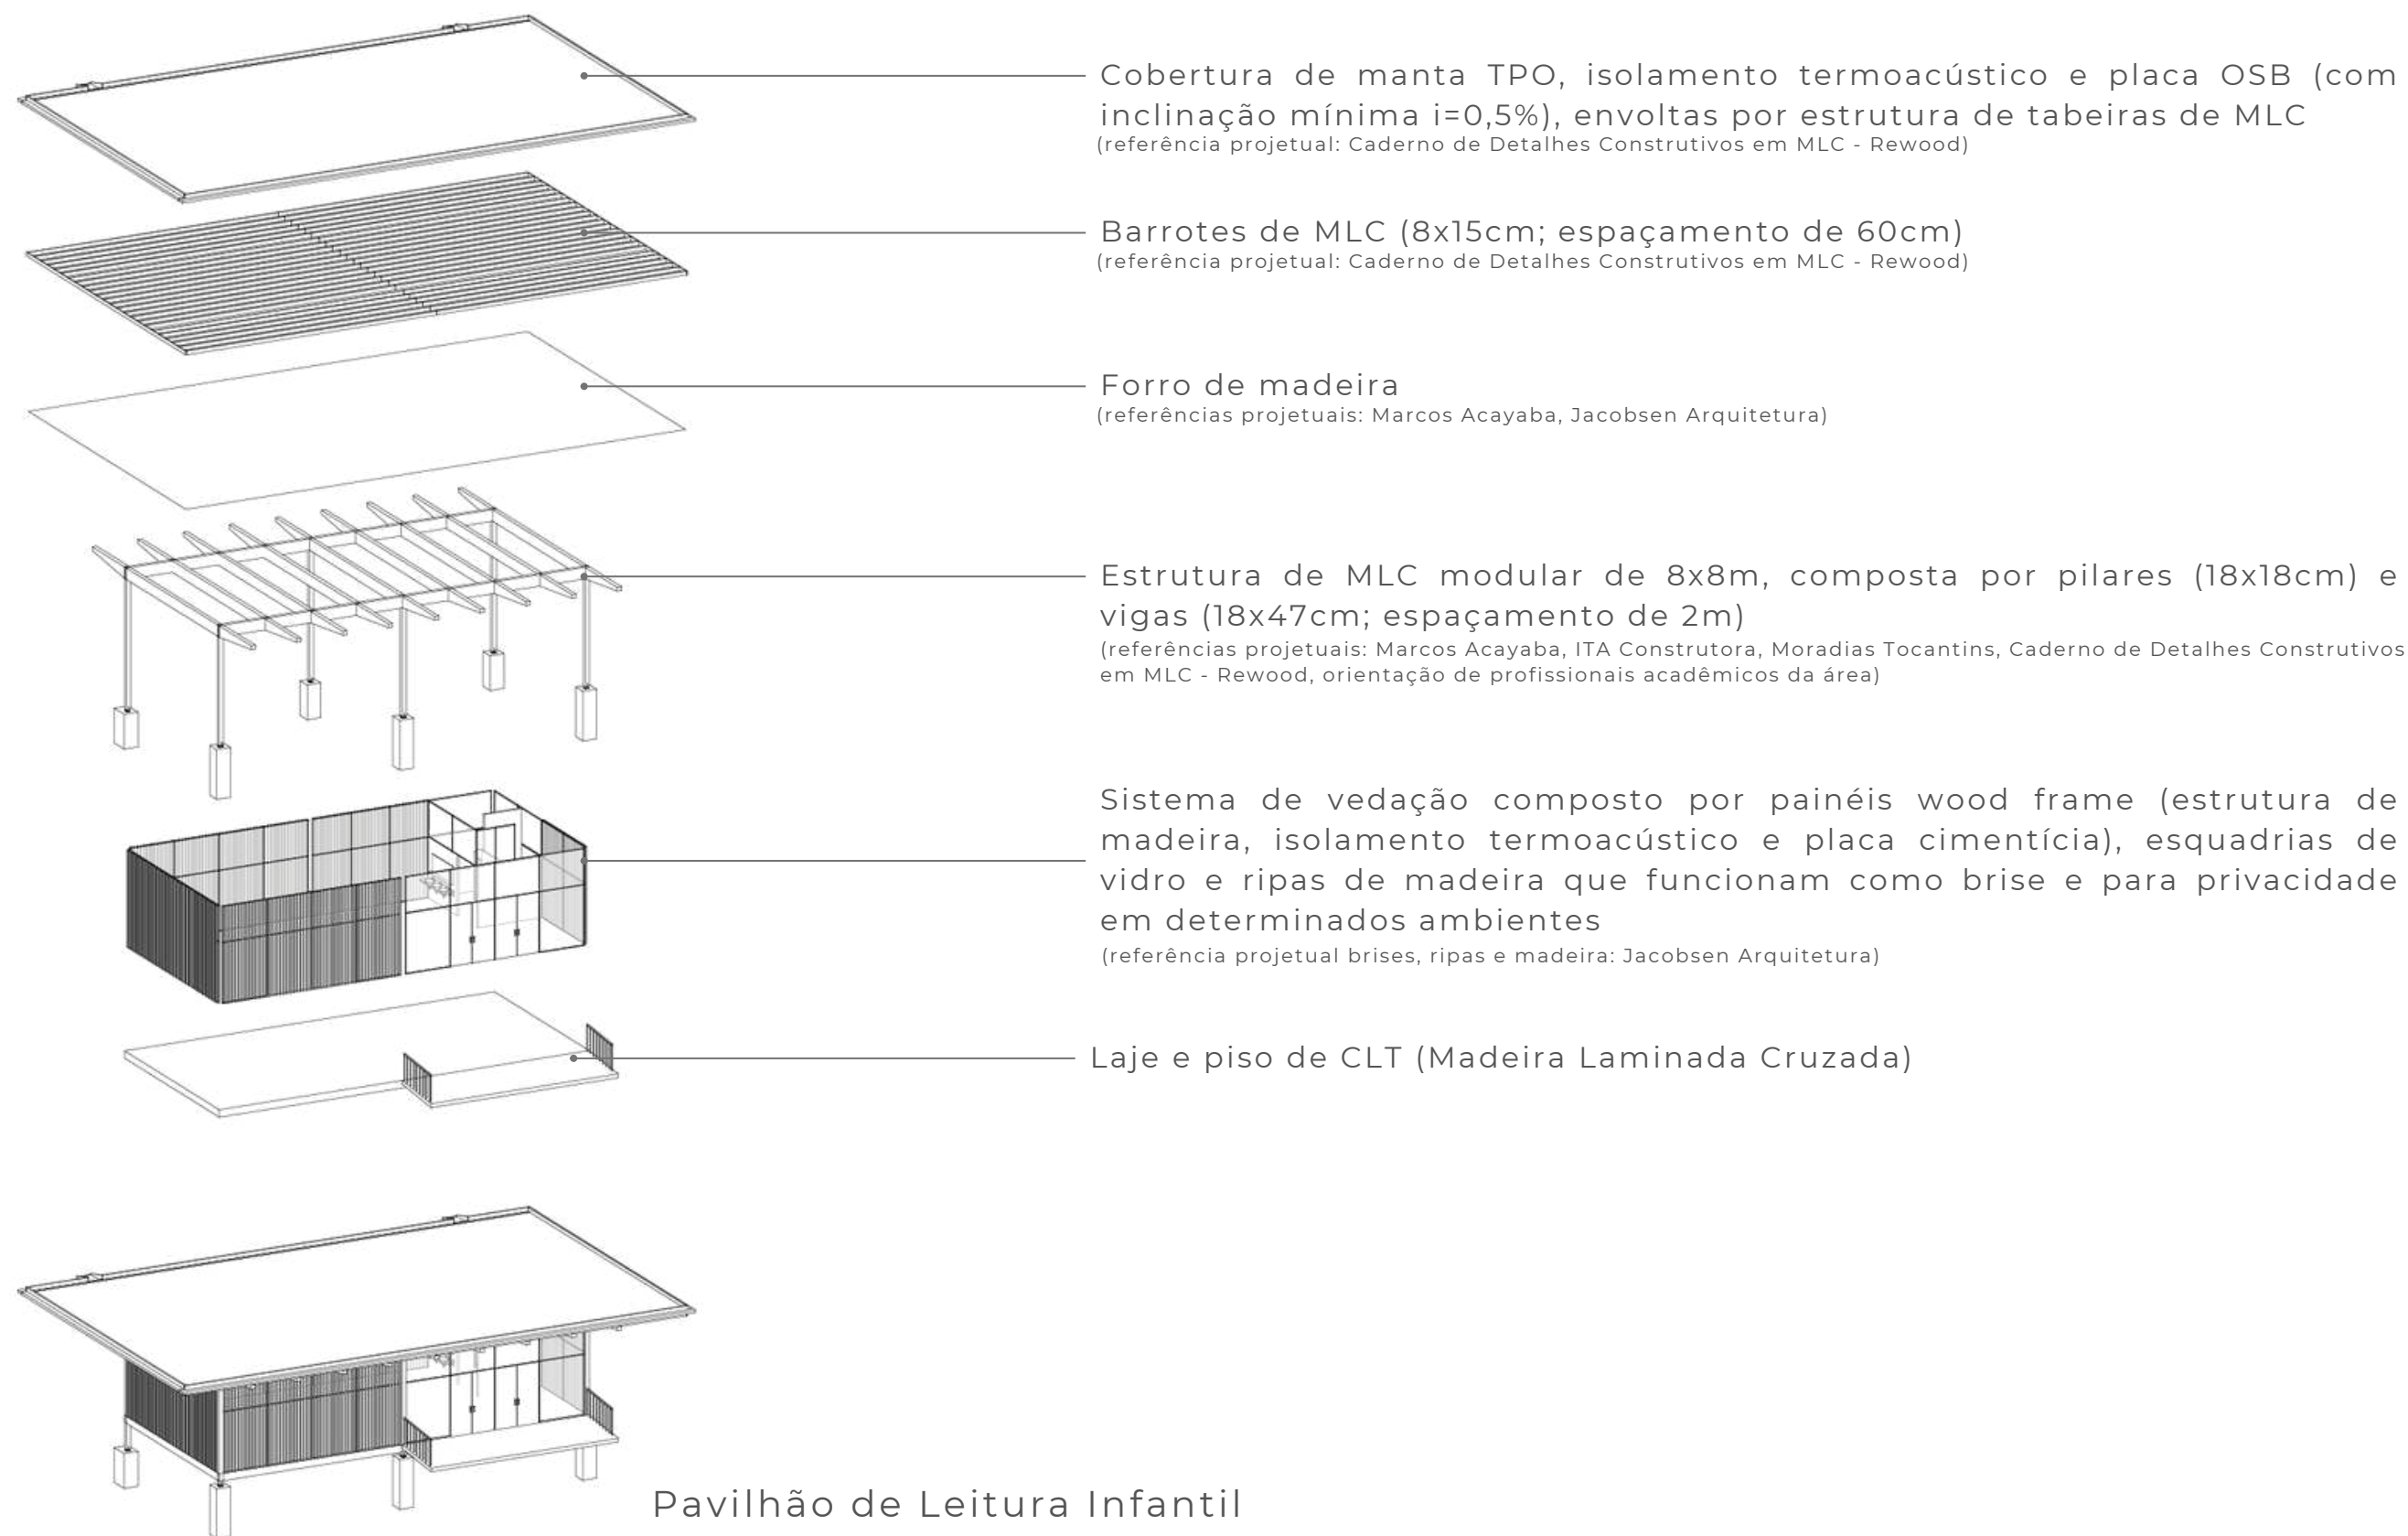 Cobertura de manta TPO, isolamento termoacústico e placa OSB (com
inclinação mínima i=0,5%), envoltas por estrutura de tabeiras de MLC
(referência projetual: Caderno de Detalhes Construtivos em MLC - Rewood)
Barrotes de MLC (8x15cm; espaçamento de 60cm)
(referência projetual: Caderno de Detalhes Construtivos em MLC - Rewood)
Forro de madeira
(referências projetuais: Marcos Acayaba, Jacobsen Arquitetura)
Estrutura de MLC modular de 8x8m, composta por pilares (18x18cm) e
vigas (18x47cm; espaçamento de 2m)
(referências projetuais: Marcos Acayaba, ITA Construtora, Moradias Tocantins, Caderno de Detalhes Construtivos
em MLC - Rewood, orientação de profissionais acadêmicos da área)
Sistema de vedação composto por painéis wood frame (estrutura de
madeira, isolamento termoacústico e placa cimentícia), esquadrias de
vidro e ripas de madeira que funcionam como brise e para privacidade
em determinados ambientes
(referência projetual brises, ripas e madeira: Jacobsen Arquitetura)
Laje e piso de CLT (Madeira Laminada Cruzada)
Pavilhão de Leitura Infantil